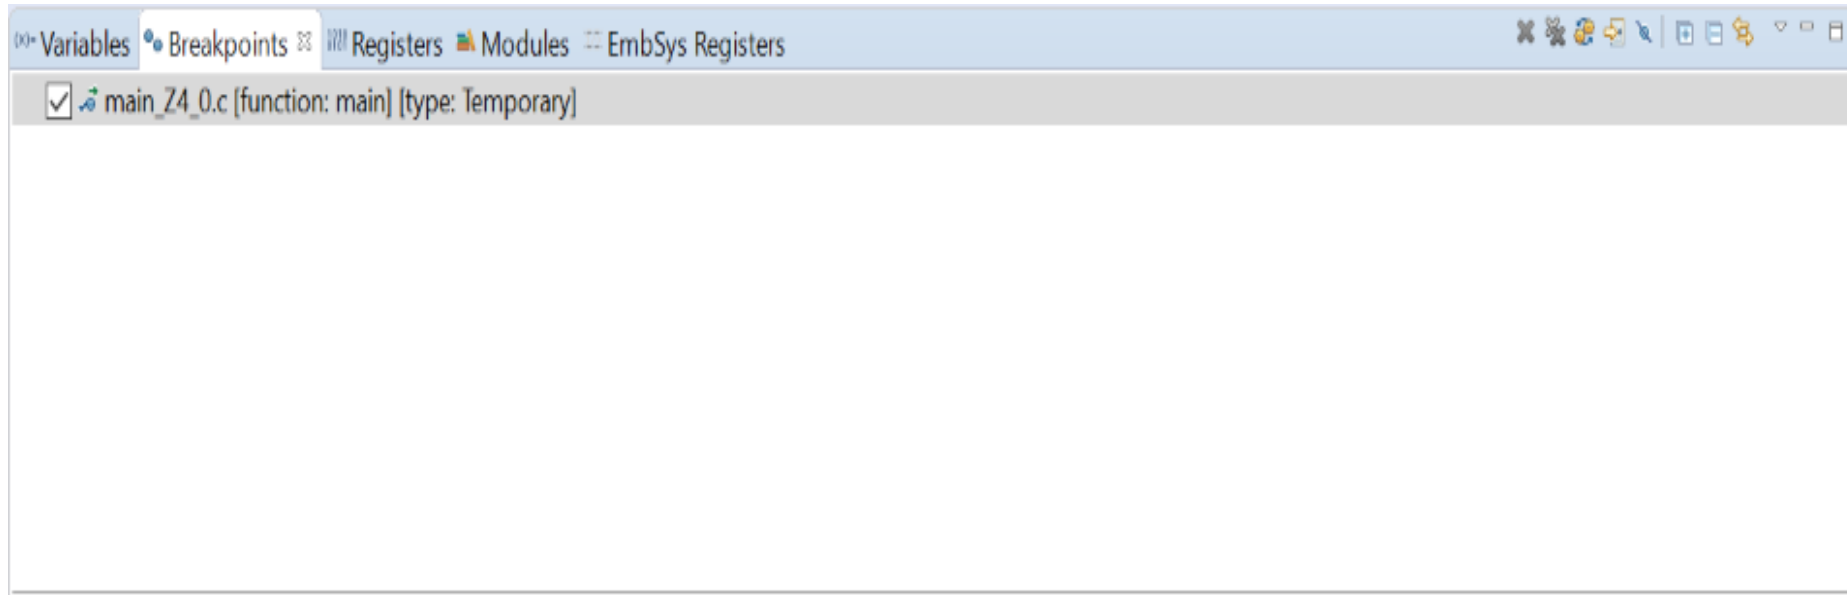 (x)= Variables Breakpoints Registers Modules EmbSys Registers
main_Z4_0.c [function: main] [type: Temporary]